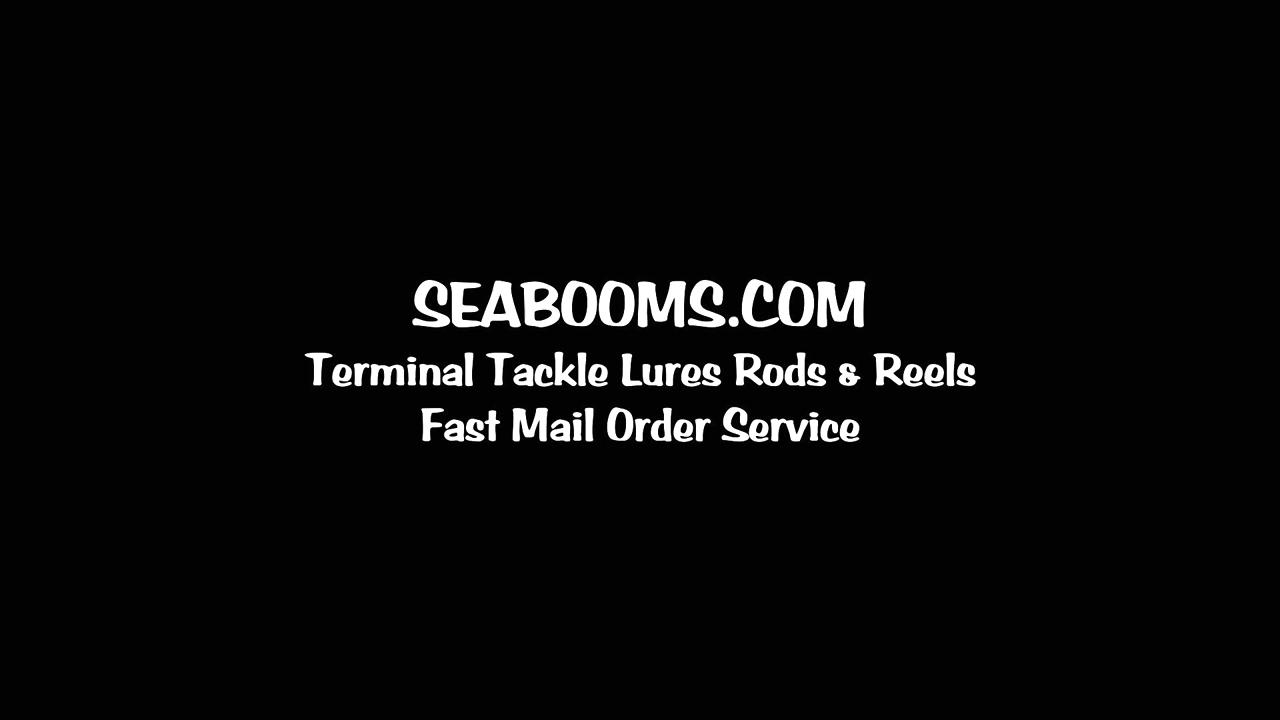 SEABOOMS.COM
Terminal Tackle Lures Rods & Reels
Fast Mail Order Service